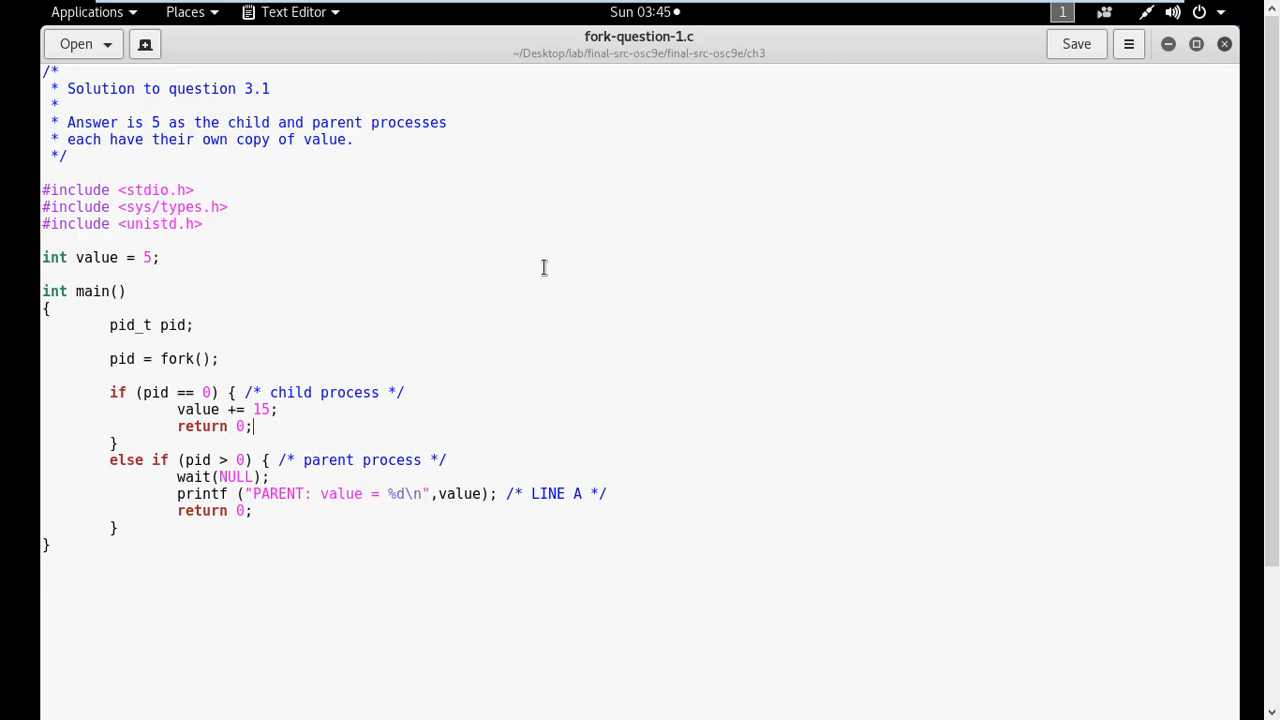 Applications Places Text Editor Sun 03:45 1
Open fork-question-1.c Save
~/Desktop/lab/final-src-osc9e/final-src-osc9e/ch3
/*
 * Solution to question 3.1
 *
 * Answer is 5 as the child and parent processes
 * each have their own copy of value.
 */
#include <stdio.h>
#include <sys/types.h>
#include <unistd.h>
int value = 5;
int main()
{
        pid_t pid;
        pid = fork();
        if (pid == 0) { /* child process */
                value += 15;
                return 0;
        }
        else if (pid > 0) { /* parent process */
                wait(NULL);
                printf ("PARENT: value = %d\n",value); /* LINE A */
                return 0;
        }
}